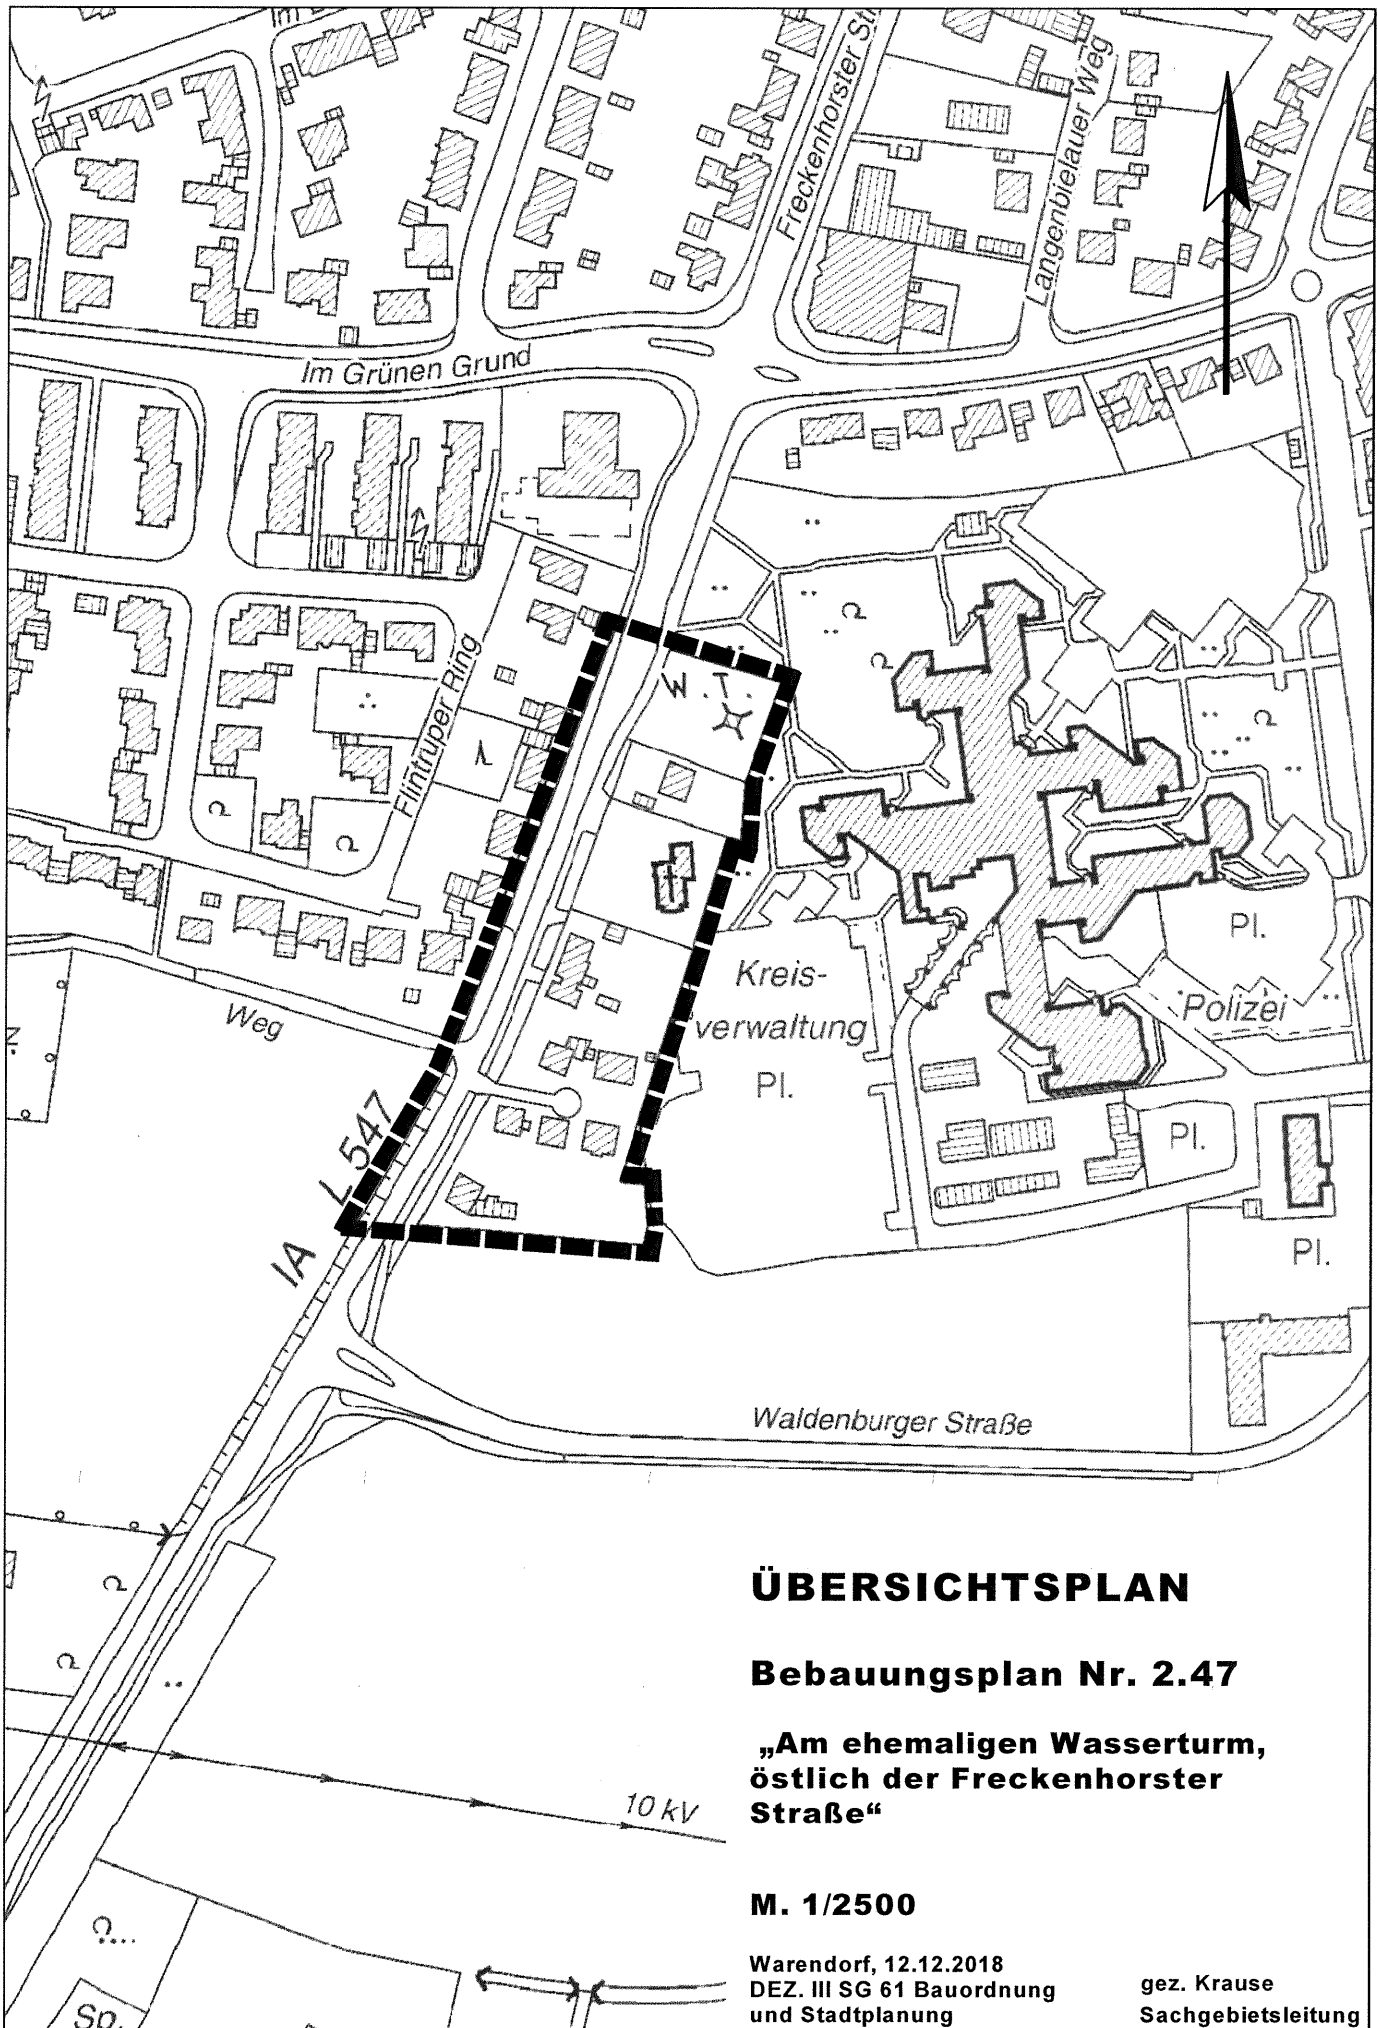 Freckenhorster Str
Langenbielauer Weg
Im Grünen Grund
Flintruper Ring
W.T.
Kreis-
verwaltung
Pl.
Pl.
Polizei
Pl.
Pl.
Weg
L 547
IA
Waldenburger Straße
10 kV
Sp.
ÜBERSICHTSPLAN
Bebauungsplan Nr. 2.47
„Am ehemaligen Wasserturm,
östlich der Freckenhorster
Straße“
M. 1/2500
Warendorf, 12.12.2018
DEZ. III SG 61 Bauordnung
und Stadtplanung
gez. Krause
Sachgebietsleitung